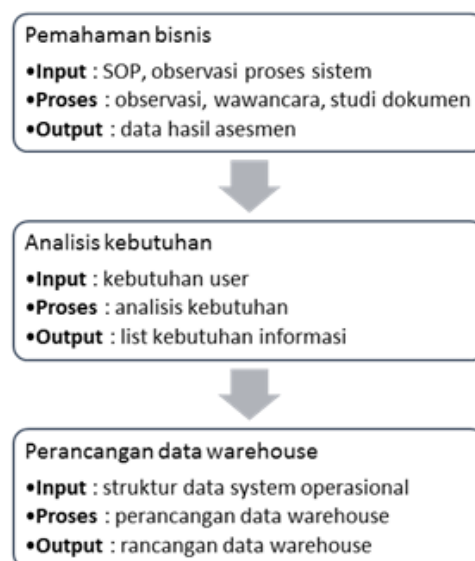 Pemahaman bisnis
•Input : SOP, observasi proses sistem
•Proses : observasi, wawancara, studi dokumen
•Output : data hasil asesmen
Analisis kebutuhan
•Input : kebutuhan user
•Proses : analisis kebutuhan
•Output : list kebutuhan informasi
Perancangan data warehouse
•Input : struktur data system operasional
•Proses : perancangan data warehouse
•Output : rancangan data warehouse